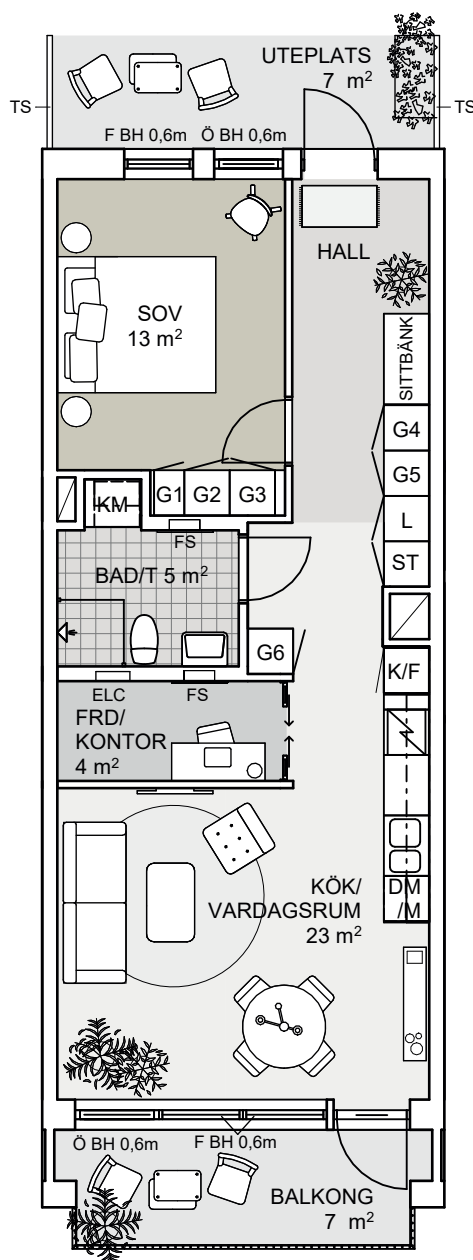 UTEPLATS
7 m²
TS
TS
F BH 0,6m
Ö BH 0,6m
HALL
SOV
13 m²
SITTBÄNK
G4
G5
L
ST
G1
G2
G3
KM
FS
BAD/T 5 m²
G6
K/F
ELC
FS
FRD/
KONTOR
4 m²
KÖK/
VARDAGSRUM
23 m²
DM
/M
Ö BH 0,6m
F BH 0,6m
BALKONG
7 m²